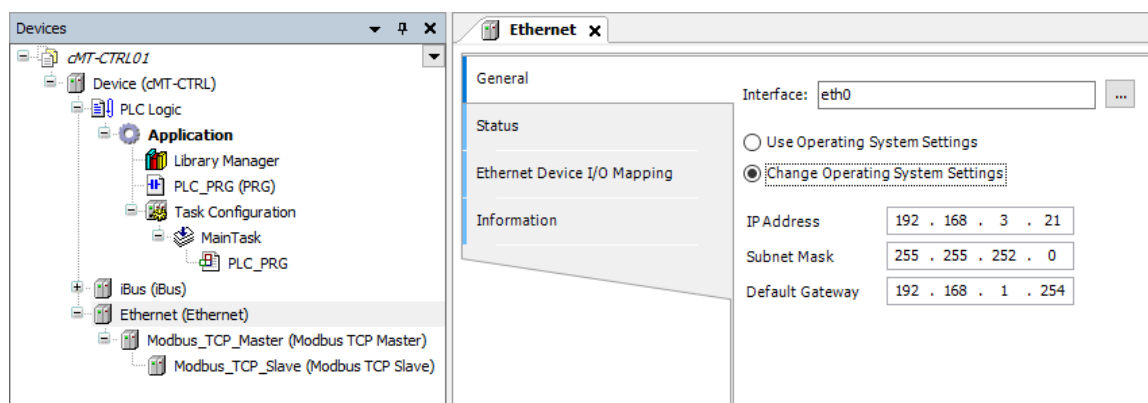 Devices
cMT-CTRL01
Device (cMT-CTRL)
PLC Logic
Application
Library Manager
PLC_PRG (PRG)
Task Configuration
MainTask
PLC_PRG
iBus (iBus)
Ethernet (Ethernet)
Modbus_TCP_Master (Modbus TCP Master)
Modbus_TCP_Slave (Modbus TCP Slave)
Ethernet
General
Status
Ethernet Device I/O Mapping
Information
Interface: eth0 ...
Use Operating System Settings
Change Operating System Settings
IP Address 192 . 168 . 3 . 21
Subnet Mask 255 . 255 . 252 . 0
Default Gateway 192 . 168 . 1 . 254